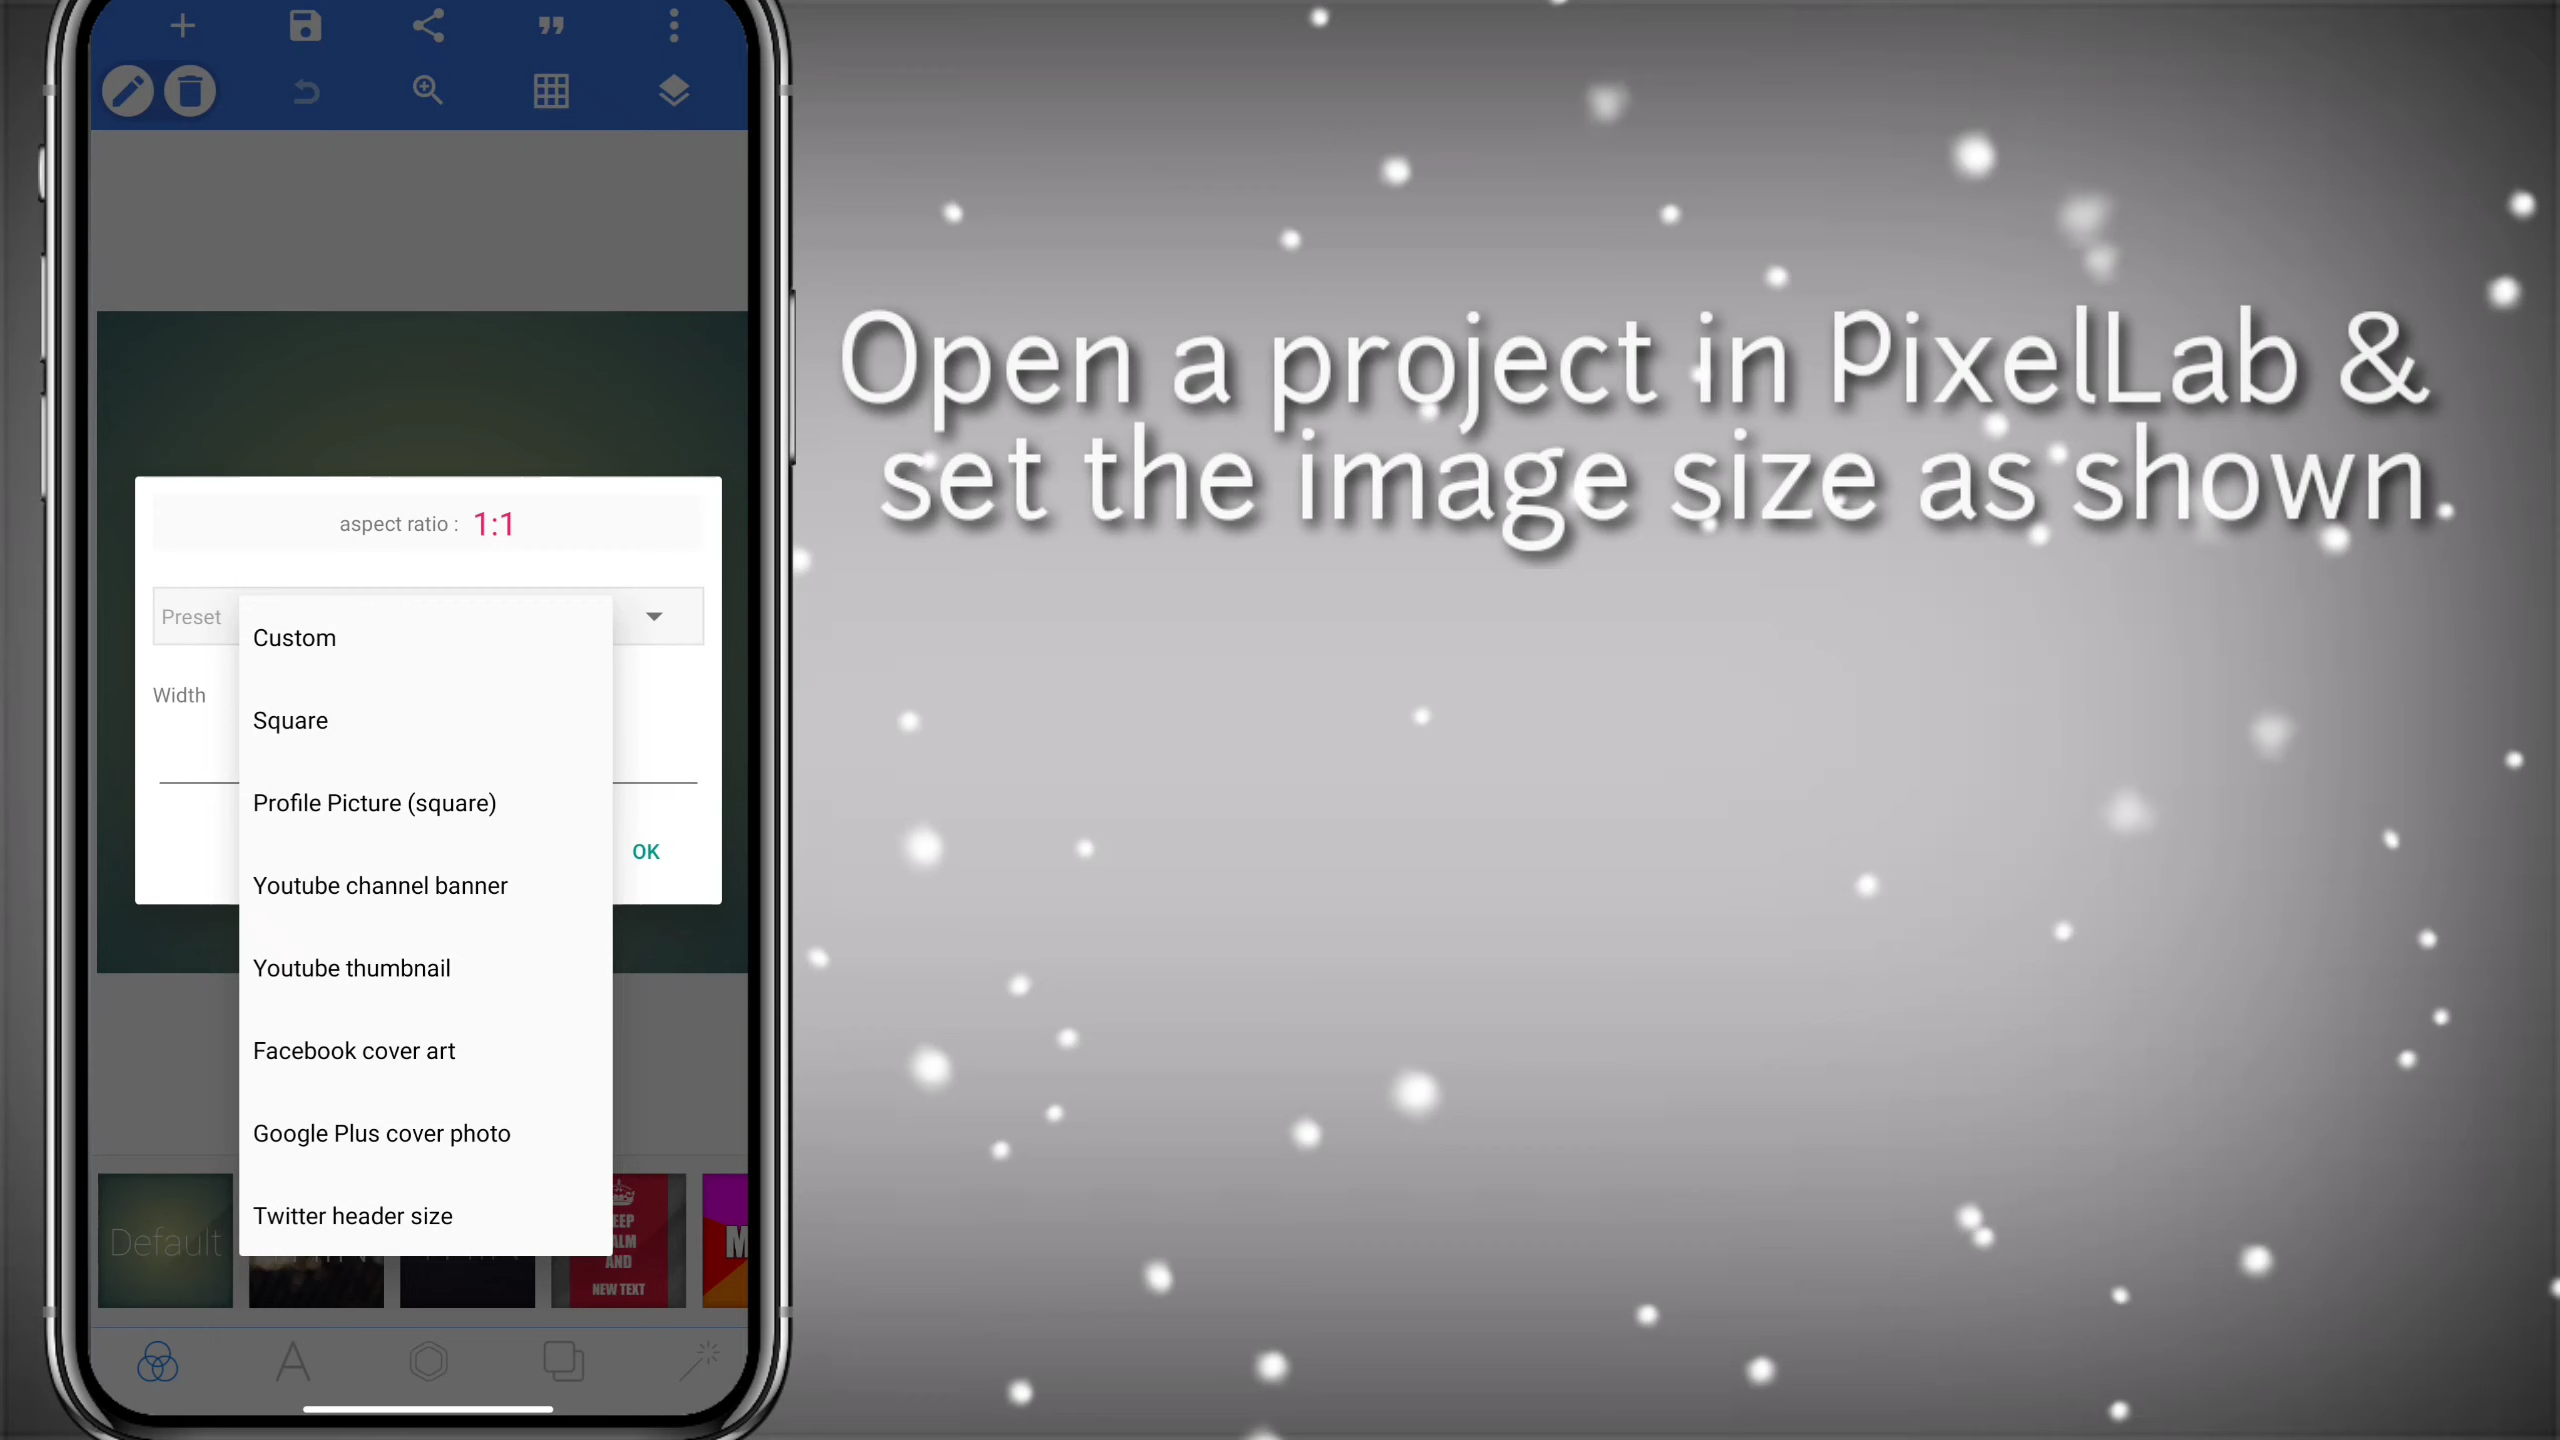 Open a project in PixelLab &
set the image size as shown.
aspect ratio : 1:1
Preset
Custom
Width
Square
Profile Picture (square)
OK
Youtube channel banner
Youtube thumbnail
Facebook cover art
Google Plus cover photo
Twitter header size
Default
AND
NEW TEXT